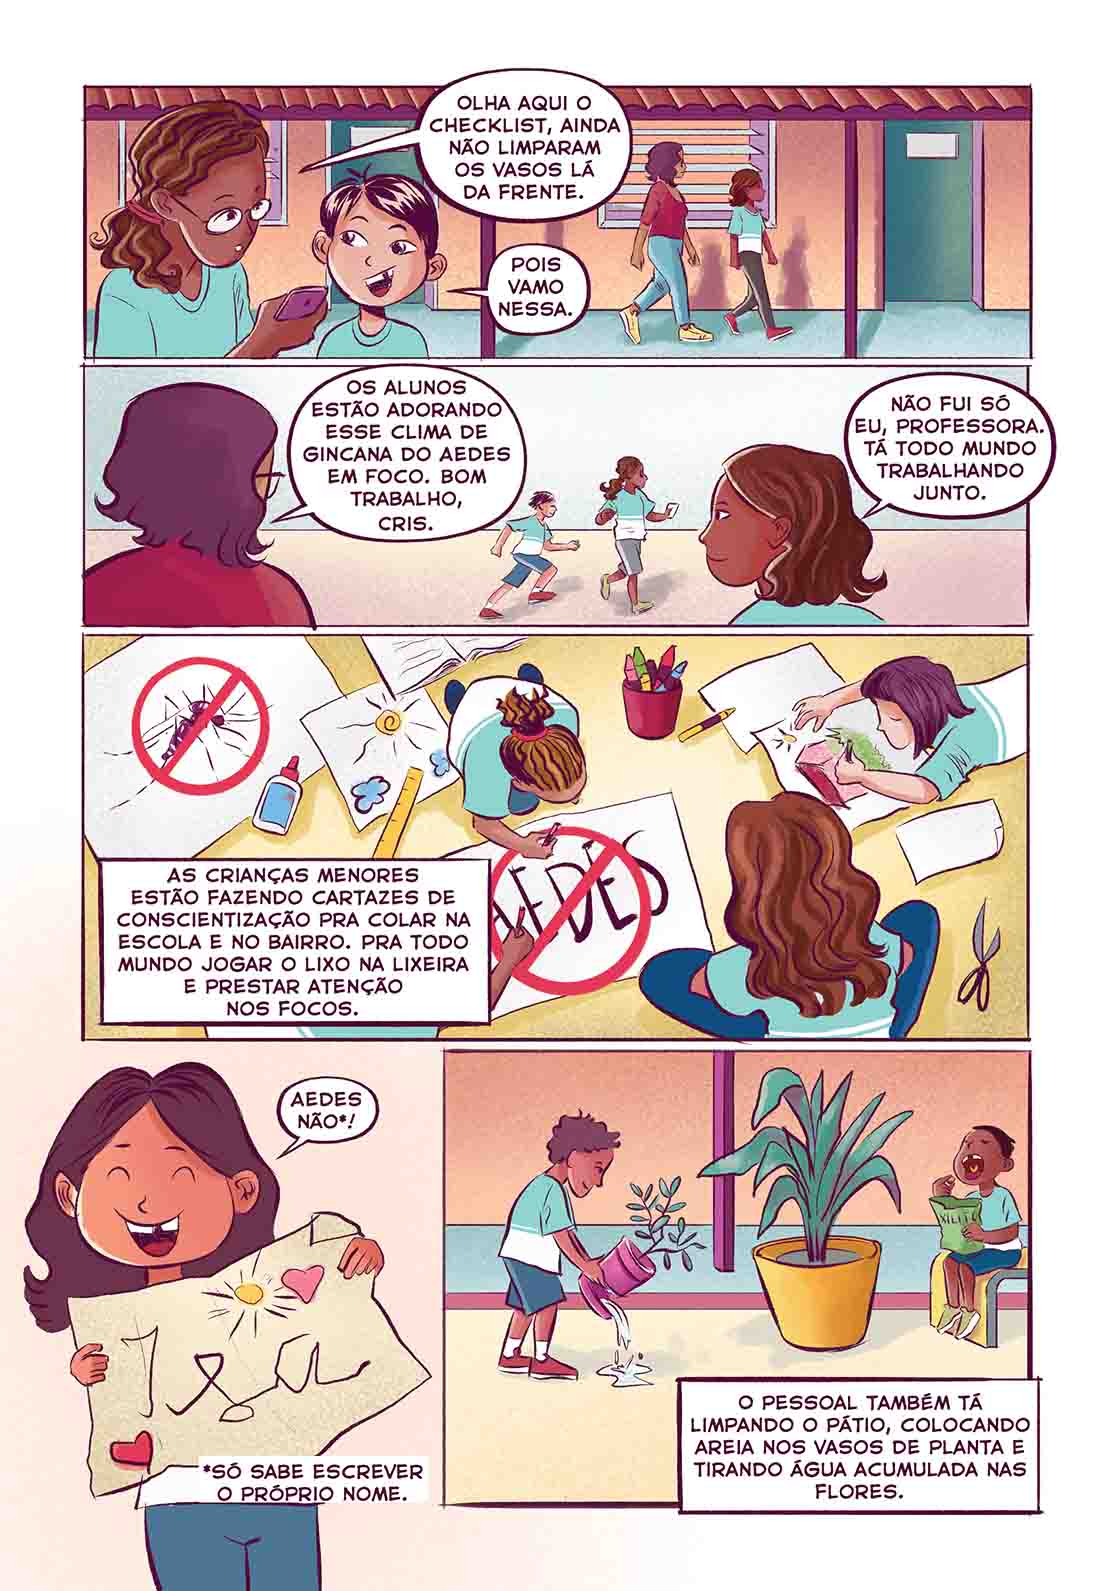 OLHA AQUI O
CHECKLIST, AINDA
NÃO LIMPARAM
OS VASOS LÁ
DA FRENTE.
POIS
VAMO
NESSA.
OS ALUNOS
ESTÃO ADORANDO
ESSE CLIMA DE
GINCANA DO AEDES
EM FOCO. BOM
TRABALHO,
CRIS.
NÃO FUI SÓ
EU, PROFESSORA.
TÁ TODO MUNDO
TRABALHANDO
JUNTO.
AEDES
AS CRIANÇAS MENORES
ESTÃO FAZENDO CARTAZES DE
CONSCIENTIZAÇÃO PRA COLAR NA
ESCOLA E NO BAIRRO. PRA TODO
MUNDO JOGAR O LIXO NA LIXEIRA
E PRESTAR ATENÇÃO
NOS FOCOS.
AEDES
NÃO*!
*SÓ SABE ESCREVER
O PRÓPRIO NOME.
O PESSOAL TAMBÉM TÁ
LIMPANDO O PÁTIO, COLOCANDO
AREIA NOS VASOS DE PLANTA E
TIRANDO ÁGUA ACUMULADA NAS
FLORES.